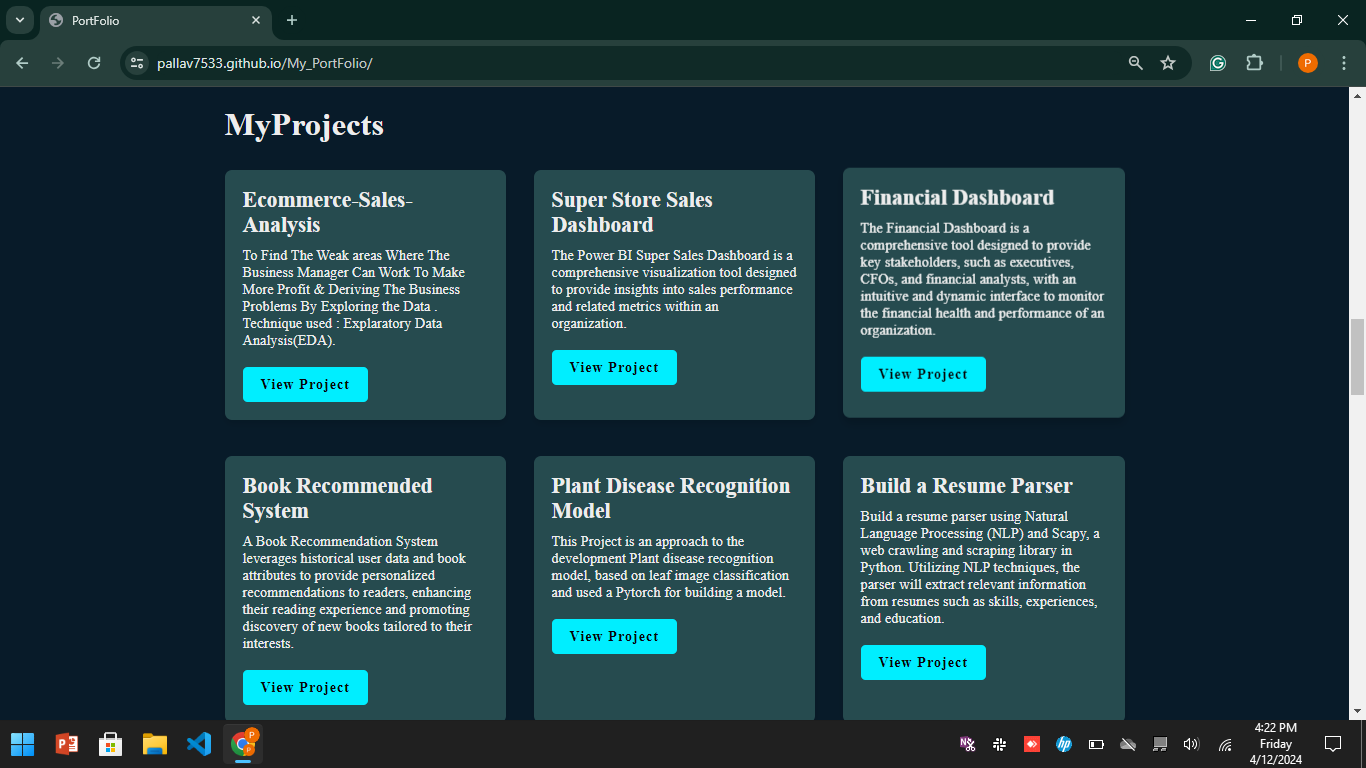 PortFolio
pallav7533.github.io/My_PortFolio/
P
MyProjects
Ecommerce-Sales-
Analysis
To Find The Weak areas Where The
Business Manager Can Work To Make
More Profit & Deriving The Business
Problems By Exploring the Data .
Technique used : Explaratory Data
Analysis(EDA).
View Project
Super Store Sales
Dashboard
The Power BI Super Sales Dashboard is a
comprehensive visualization tool designed
to provide insights into sales performance
and related metrics within an
organization.
View Project
Financial Dashboard
The Financial Dashboard is a
comprehensive tool designed to provide
key stakeholders, such as executives,
CFOs, and financial analysts, with an
intuitive and dynamic interface to monitor
the financial health and performance of an
organization.
View Project
Book Recommended
System
A Book Recommendation System
leverages historical user data and book
attributes to provide personalized
recommendations to readers, enhancing
their reading experience and promoting
discovery of new books tailored to their
interests.
View Project
Plant Disease Recognition
Model
This Project is an approach to the
development Plant disease recognition
model, based on leaf image classification
and used a Pytorch for building a model.
View Project
Build a Resume Parser
Build a resume parser using Natural
Language Processing (NLP) and Scapy, a
web crawling and scraping library in
Python. Utilizing NLP techniques, the
parser will extract relevant information
from resumes such as skills, experiences,
and education.
View Project
4:22 PM
Friday
4/12/2024